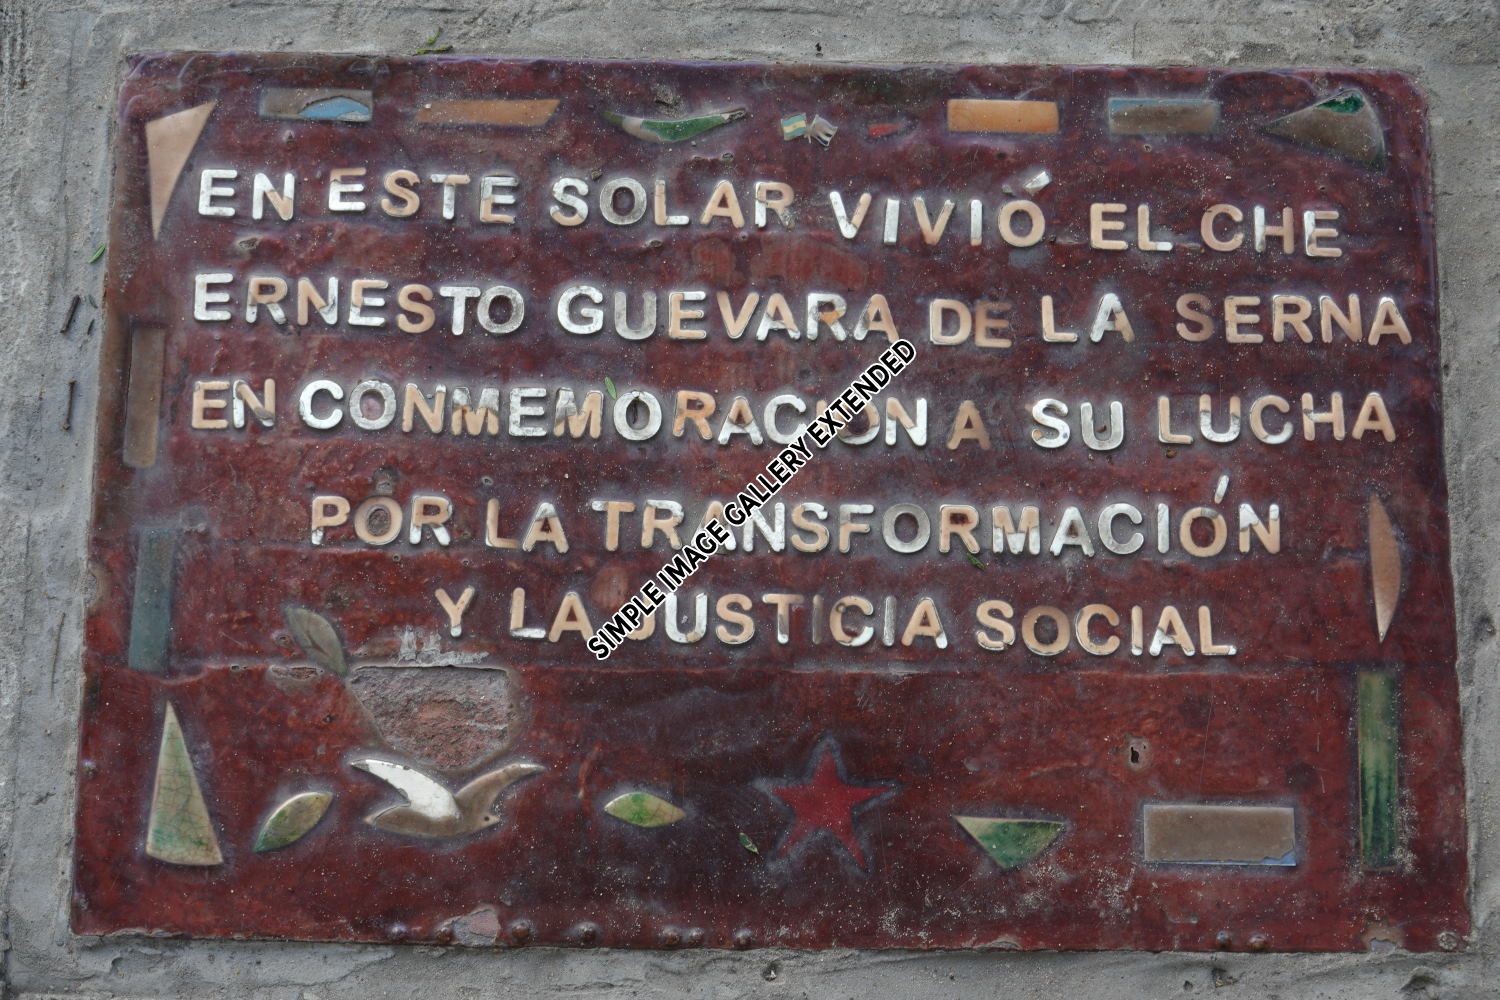 EN ESTE SOLAR VIVIÓ EL CHE
ERNESTO GUEVARA DE LA SERNA
EN CONMEMORACION A SU LUCHA
POR LA TRANSFORMACIÓN
Y LA JUSTICIA SOCIAL
SIMPLE IMAGE GALLERY EXTENDED